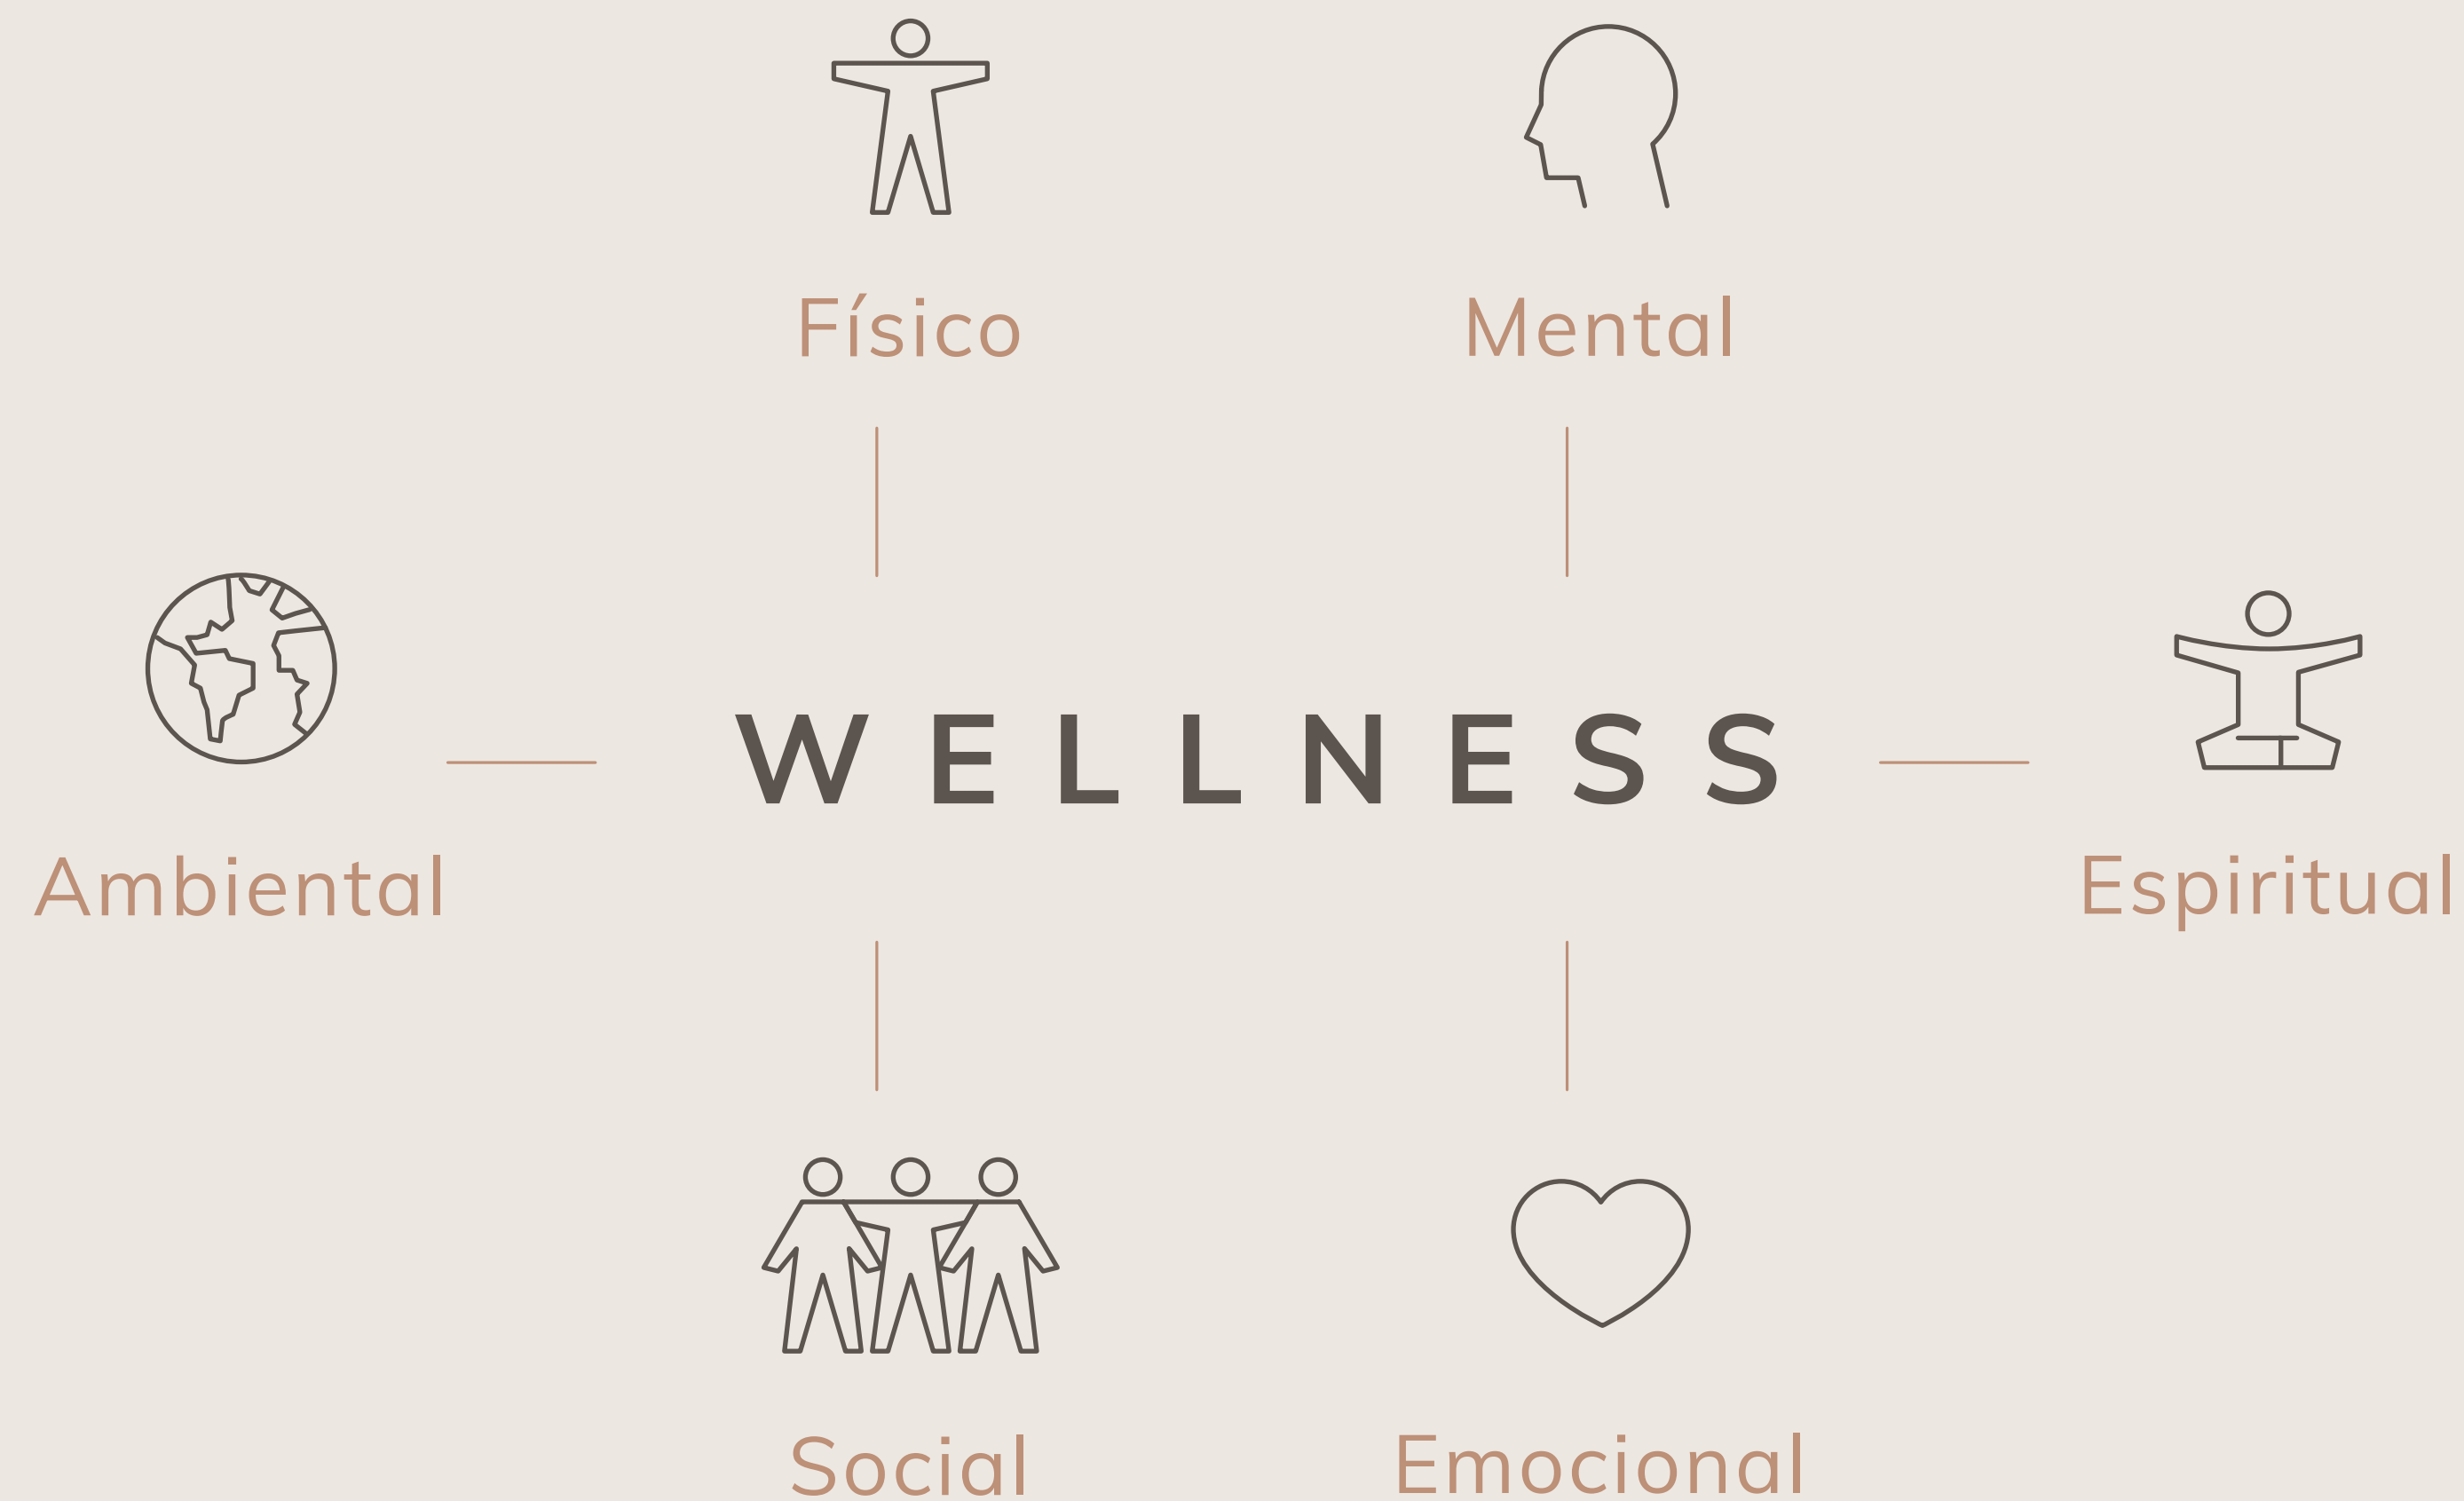 Físico
Mental
WELLNESS
Ambiental
Espiritual
Social
Emocional